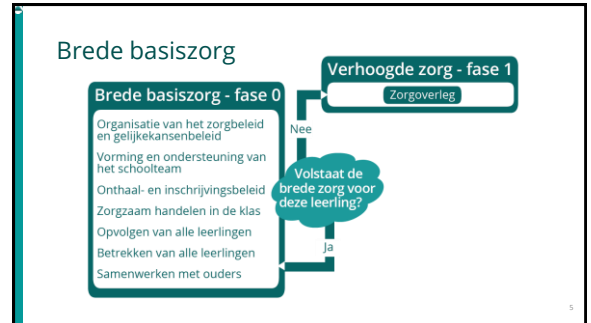 Brede basiszorg
Brede basiszorg - fase 0
Organisatie van het zorgbeleid
en gelijkekansenbeleid
Vorming en ondersteuning van
het schoolteam
Onthaal- en inschrijvingsbeleid
Zorgzaam handelen in de klas
Opvolgen van alle leerlingen
Betrekken van alle leerlingen
Samenwerken met ouders
Nee
Volstaat de
brede zorg voor
deze leerling?
Ja
Verhoogde zorg - fase 1
Zorgoverleg
5